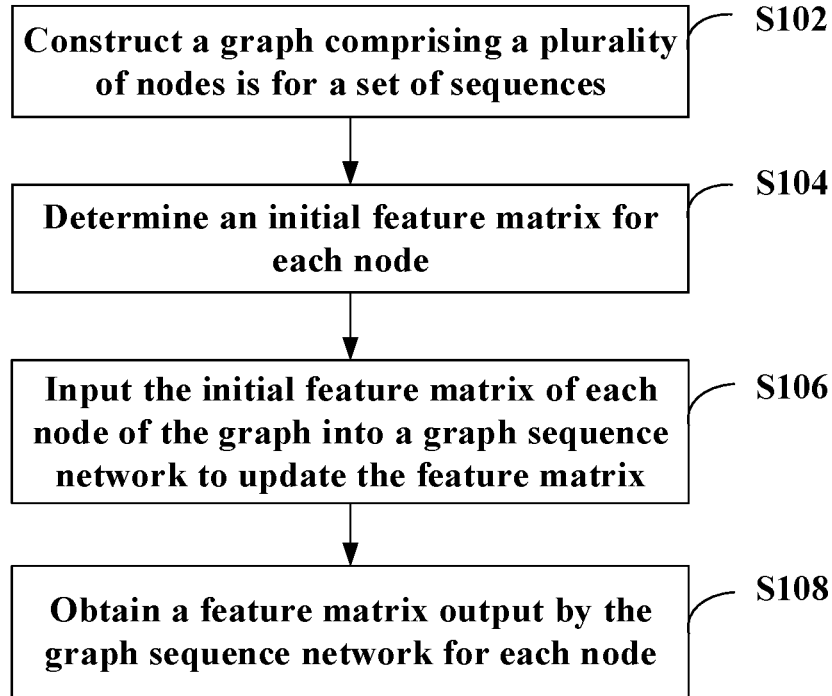 Construct a graph comprising a plurality
of nodes is for a set of sequences
S102
Determine an initial feature matrix for
each node
S104
Input the initial feature matrix of each
node of the graph into a graph sequence
network to update the feature matrix
S106
Obtain a feature matrix output by the
graph sequence network for each node
S108